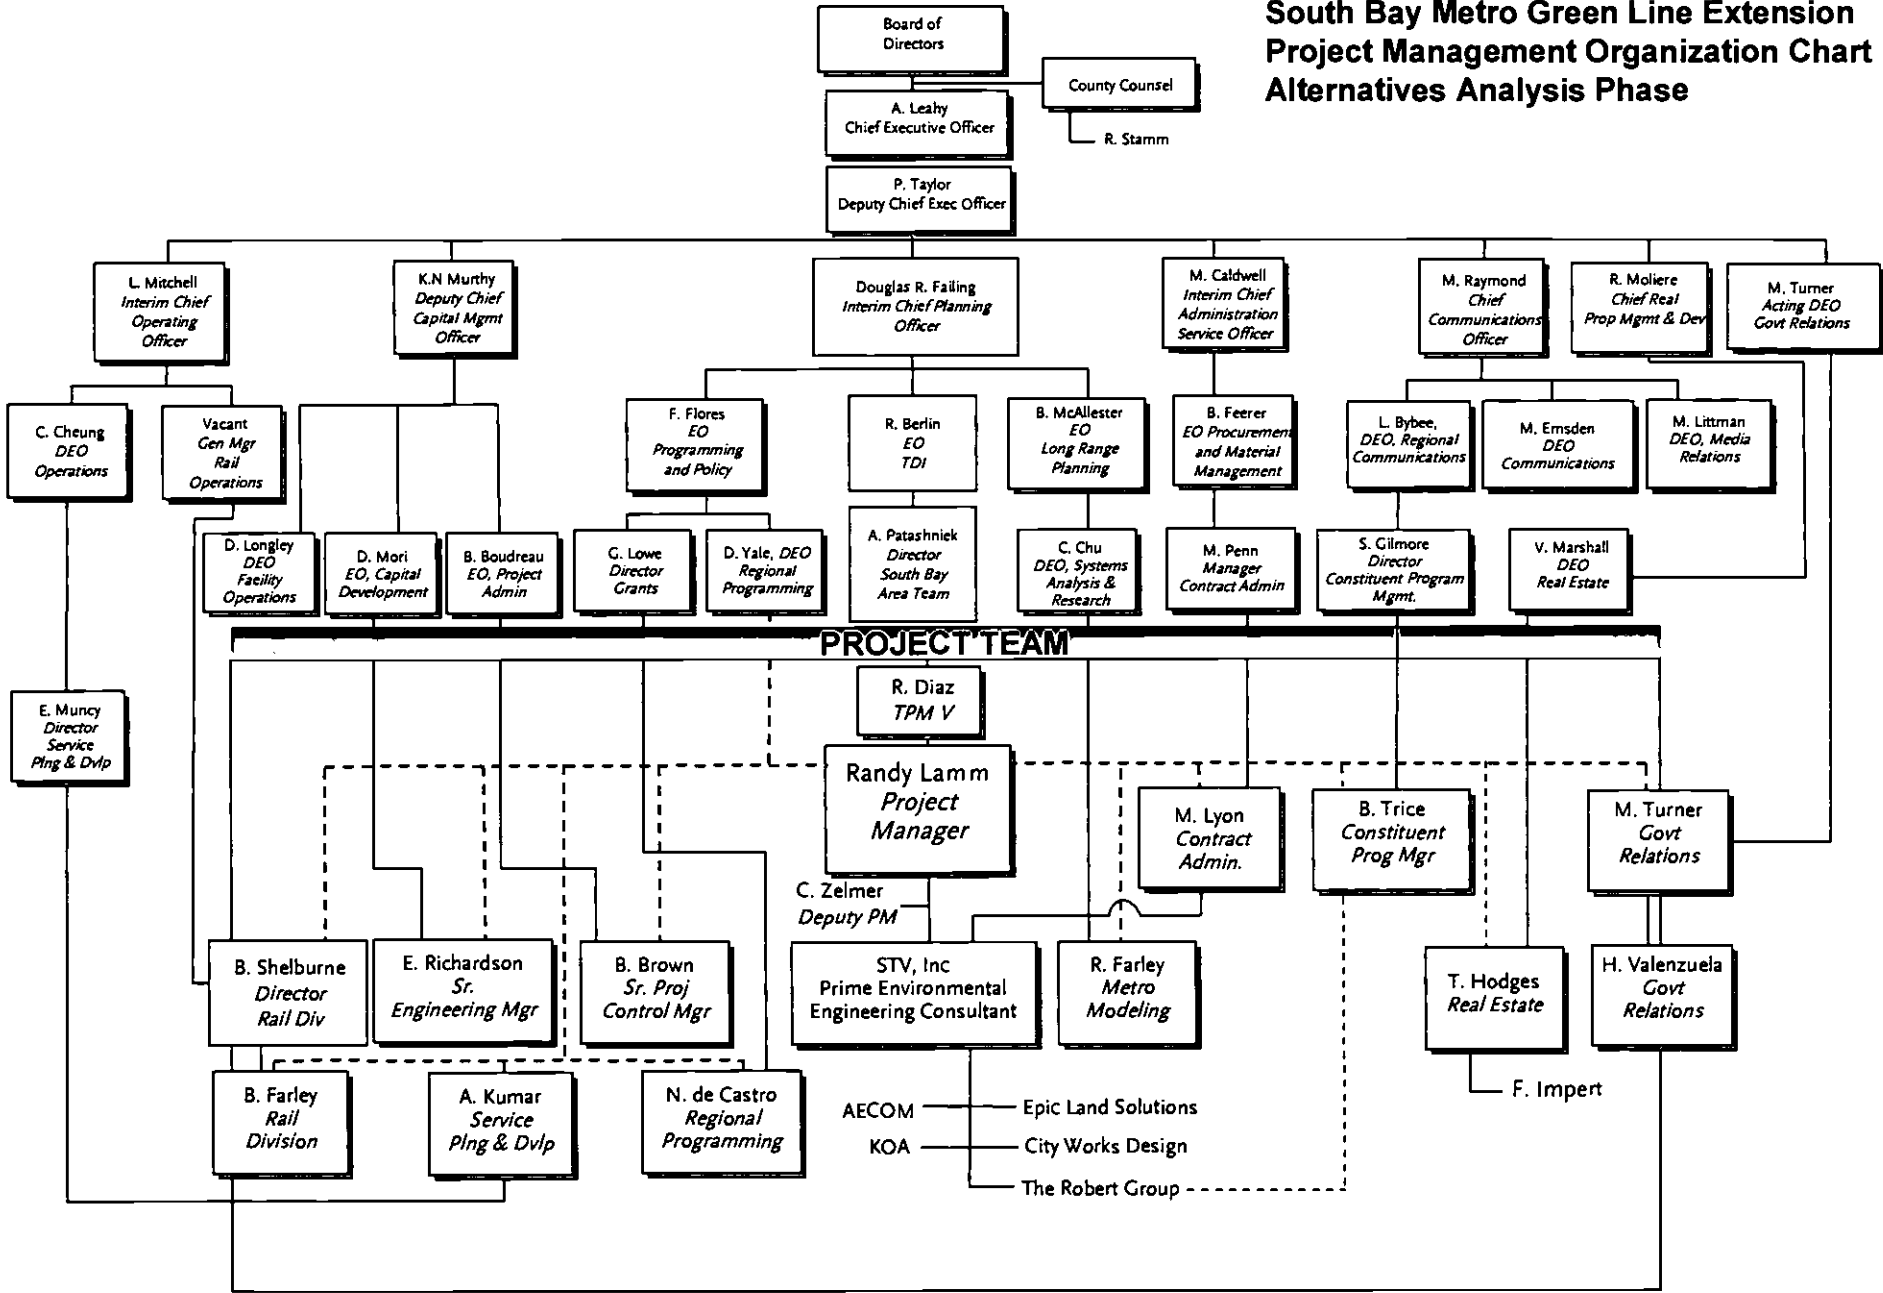 South Bay Metro Green Line Extension
Project Management Organization Chart
Alternatives Analysis Phase
Board of
Directors
County Counsel
R. Stamm
A. Leahy
Chief Executive Officer
P. Taylor
Deputy Chief Exec Officer
L. Mitchell
Interim Chief
Operating
Officer
K.N Murthy
Deputy Chief
Capital Mgmt
Officer
Douglas R. Failing
Interim Chief Planning
Officer
M. Caldwell
Interim Chief
Administration
Service Officer
M. Raymond
Chief
Communications
Officer
R. Moliere
Chief Real
Prop Mgmt & Dev
M. Turner
Acting DEO
Govt Relations
C. Cheung
DEO
Operations
Vacant
Gen Mgr
Rail
Operations
F. Flores
EO
Programming
and Policy
R. Berlin
EO
TDI
B. McAllester
EO
Long Range
Planning
B. Feerer
EO Procurement
and Material
Management
L. Bybee,
DEO, Regional
Communications
M. Emsden
DEO
Communications
M. Littman
DEO, Media
Relations
D. Longley
DEO
Faeility
Operations
D. Mori
EO, Capital
Development
B. Boudreau
EO, Project
Admin
G. Lowe
Director
Grants
D. Yale, DEO
Regional
Programming
A. Patashniek
Director
South Bay
Area Team
C. Chu
DEO, Systems
Analysis &
Research
M. Penn
Manager
Contract Admin
S. Gilmore
Director
Constituent Program
Mgmt.
V. Marshall
DEO
Real Estate
PROJECT TEAM
E. Muncy
Director
Service
Plng & Dvlp
R. Diaz
TPM V
Randy Lamm
Project
Manager
C. Zelmer
Deputy PM
M. Lyon
Contract
Admin.
B. Trice
Constituent
Prog Mgr
M. Turner
Govt
Relations
B. Shelburne
Director
Rail Div
E. Richardson
Sr.
Engineering Mgr
B. Brown
Sr. Proj
Control Mgr
STV, Inc
Prime Environmental
Engineering Consultant
R. Farley
Metro
Modeling
T. Hodges
Real Estate
F. Impert
H. Valenzuela
Govt
Relations
B. Farley
Rail
Division
A. Kumar
Service
Plng & Dvlp
N. de Castro
Regional
Programming
AECOM
Epic Land Solutions
KOA
City Works Design
The Robert Group